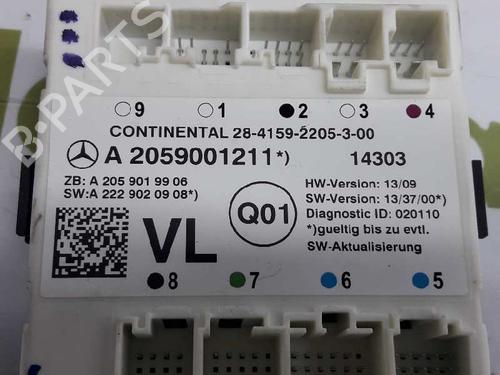 B-PARTS
9 1 2 3 4
CONTINENTAL 28-4159-2205-3-00
A 2059001211*) 14303
ZB: A 205 901 99 06
SW:A 222 902 09 08*)
HW-Version: 13/09
SW-Version: 13/37/00*)
Diagnostic ID: 020110
*)gueltig bis zu evtl.
SW-Aktualisierung
Q01
VL
8 7 6 5